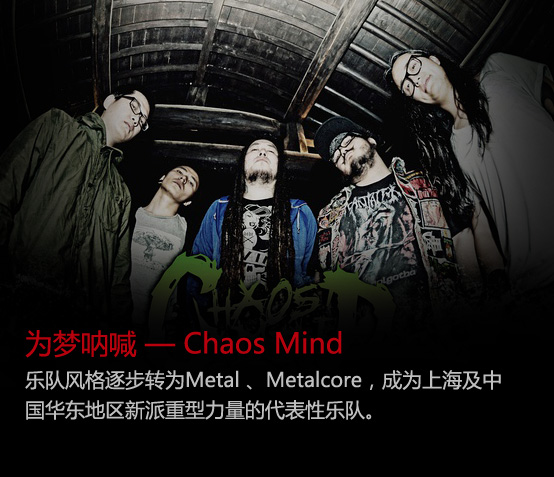 CHAOS
Agatha
为梦呐喊 — Chaos Mind
乐队风格逐步转为Metal 、Metalcore，成为上海及中
国华东地区新派重型力量的代表性乐队。